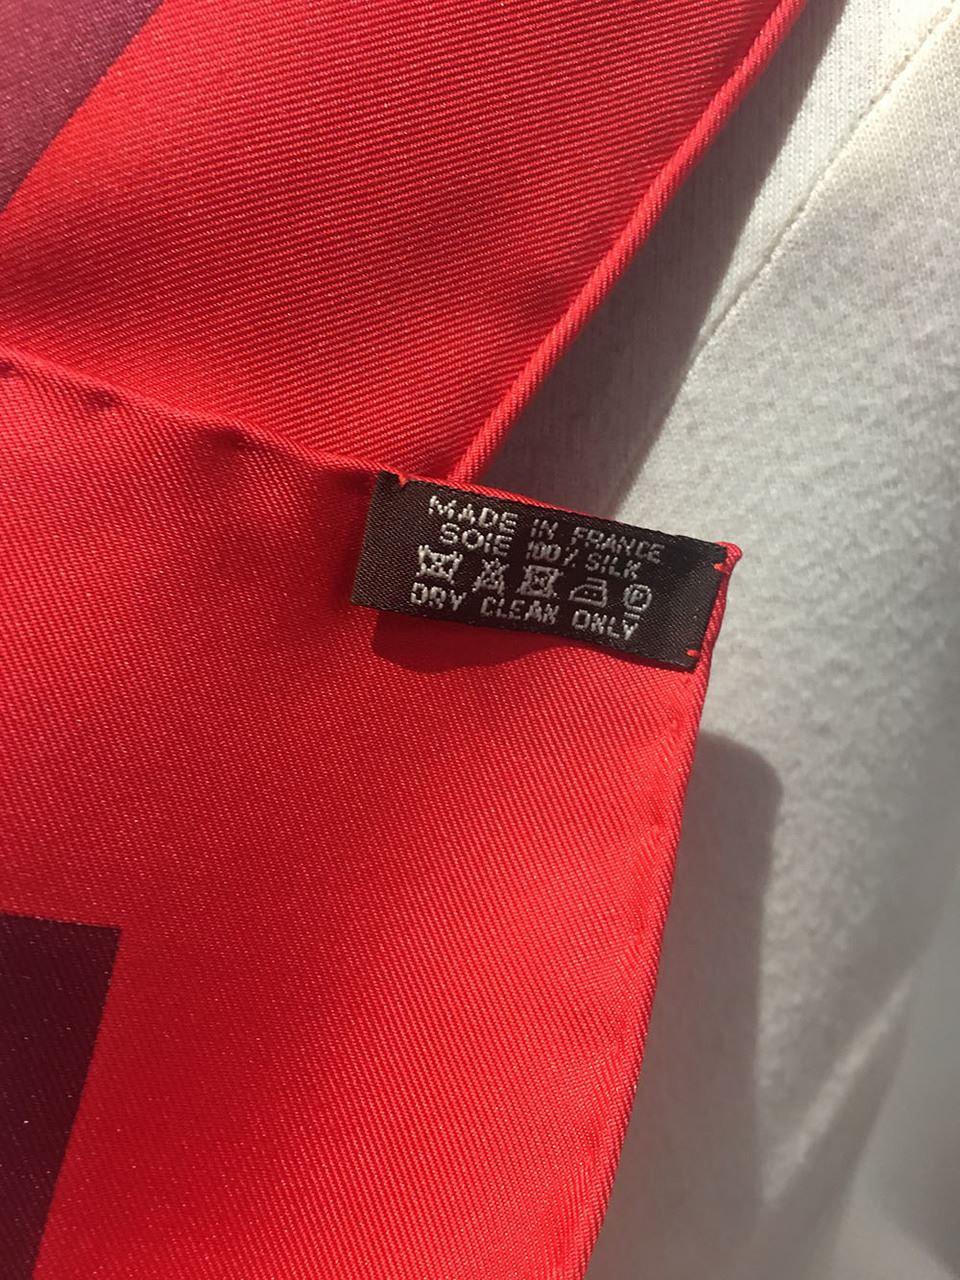 MADE IN FRANCE
SOIE 100% SILK
DRY CLEAN ONLY